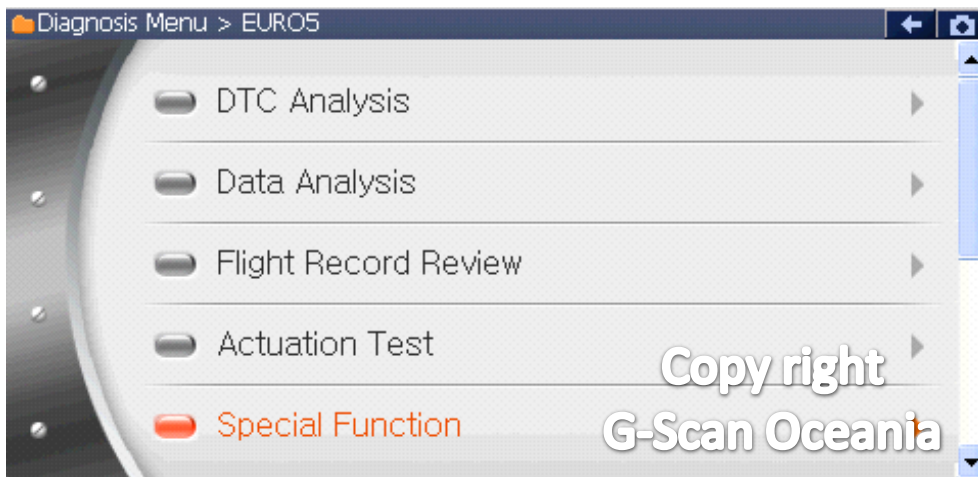 Diagnosis Menu > EURO5
DTC Analysis
Data Analysis
Flight Record Review
Actuation Test
Special Function
Copy right
G-Scan Oceania